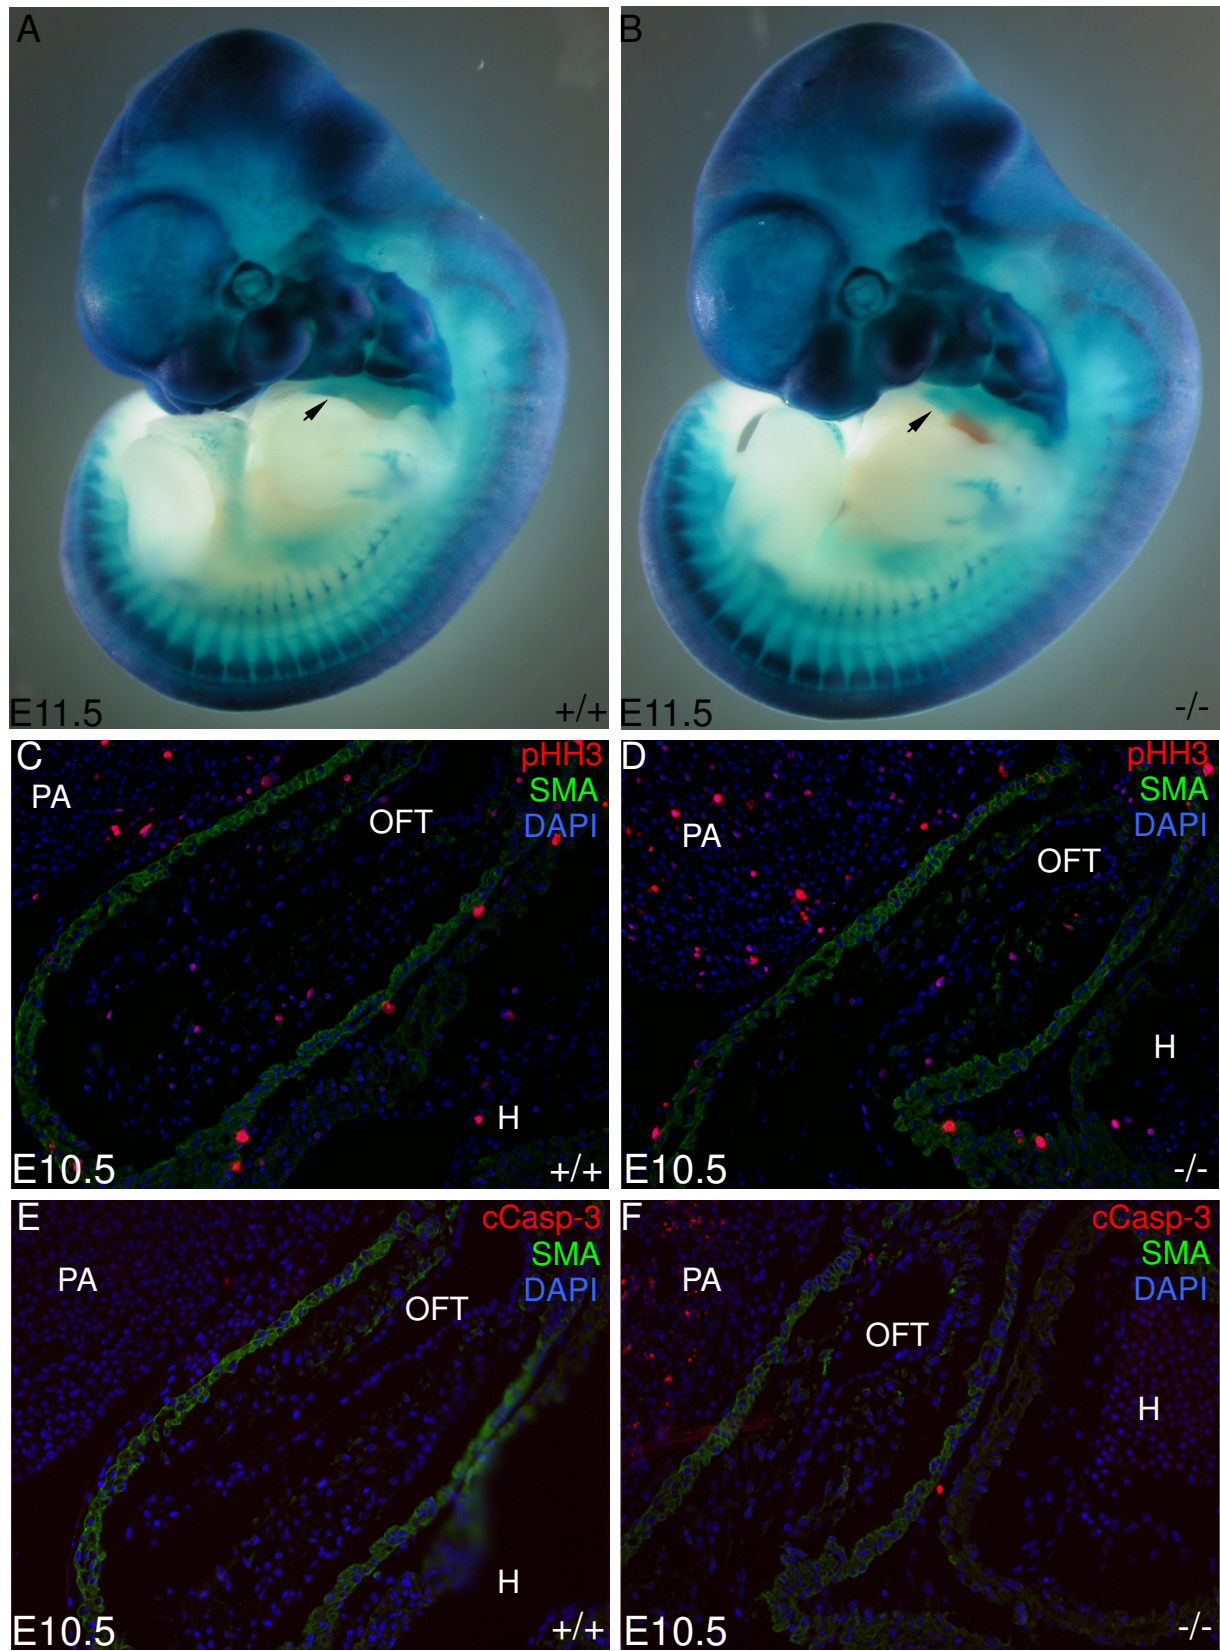 A
E11.5
+/+
B
E11.5
-/-
C
PA
OFT
pHH3
SMA
DAPI
H
E10.5
+/+
D
PA
OFT
pHH3
SMA
DAPI
H
E10.5
-/-
E
PA
OFT
cCasp-3
SMA
DAPI
H
E10.5
+/+
F
PA
OFT
cCasp-3
SMA
DAPI
H
E10.5
-/-